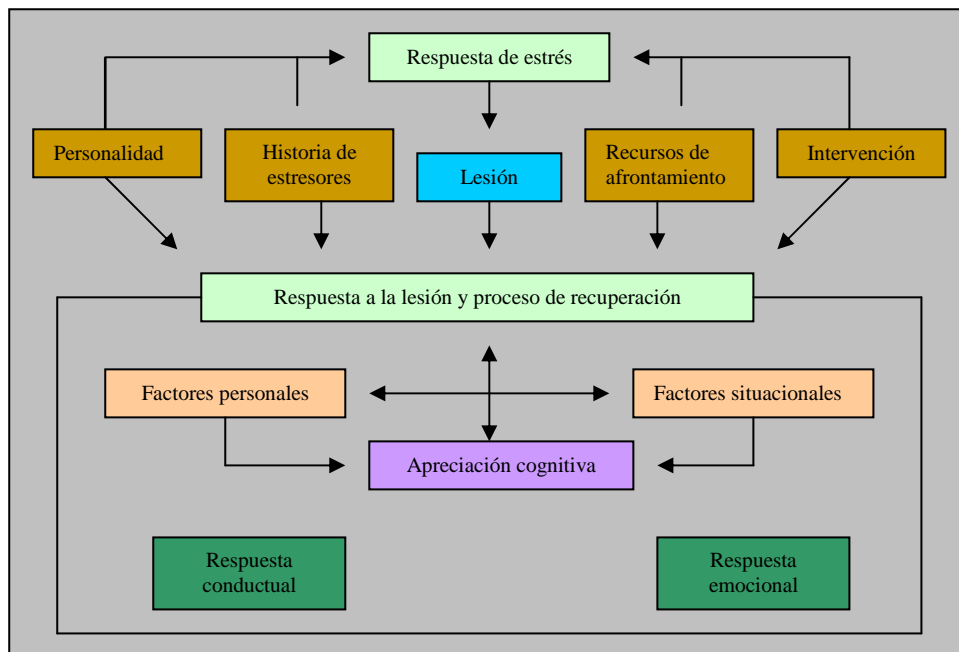 Respuesta de estrés
Personalidad
Historia de
estresores
Lesión
Recursos de
afrontamiento
Intervención
Respuesta a la lesión y proceso de recuperación
Factores personales
Factores situacionales
Apreciación cognitiva
Respuesta
conductual
Respuesta
emocional